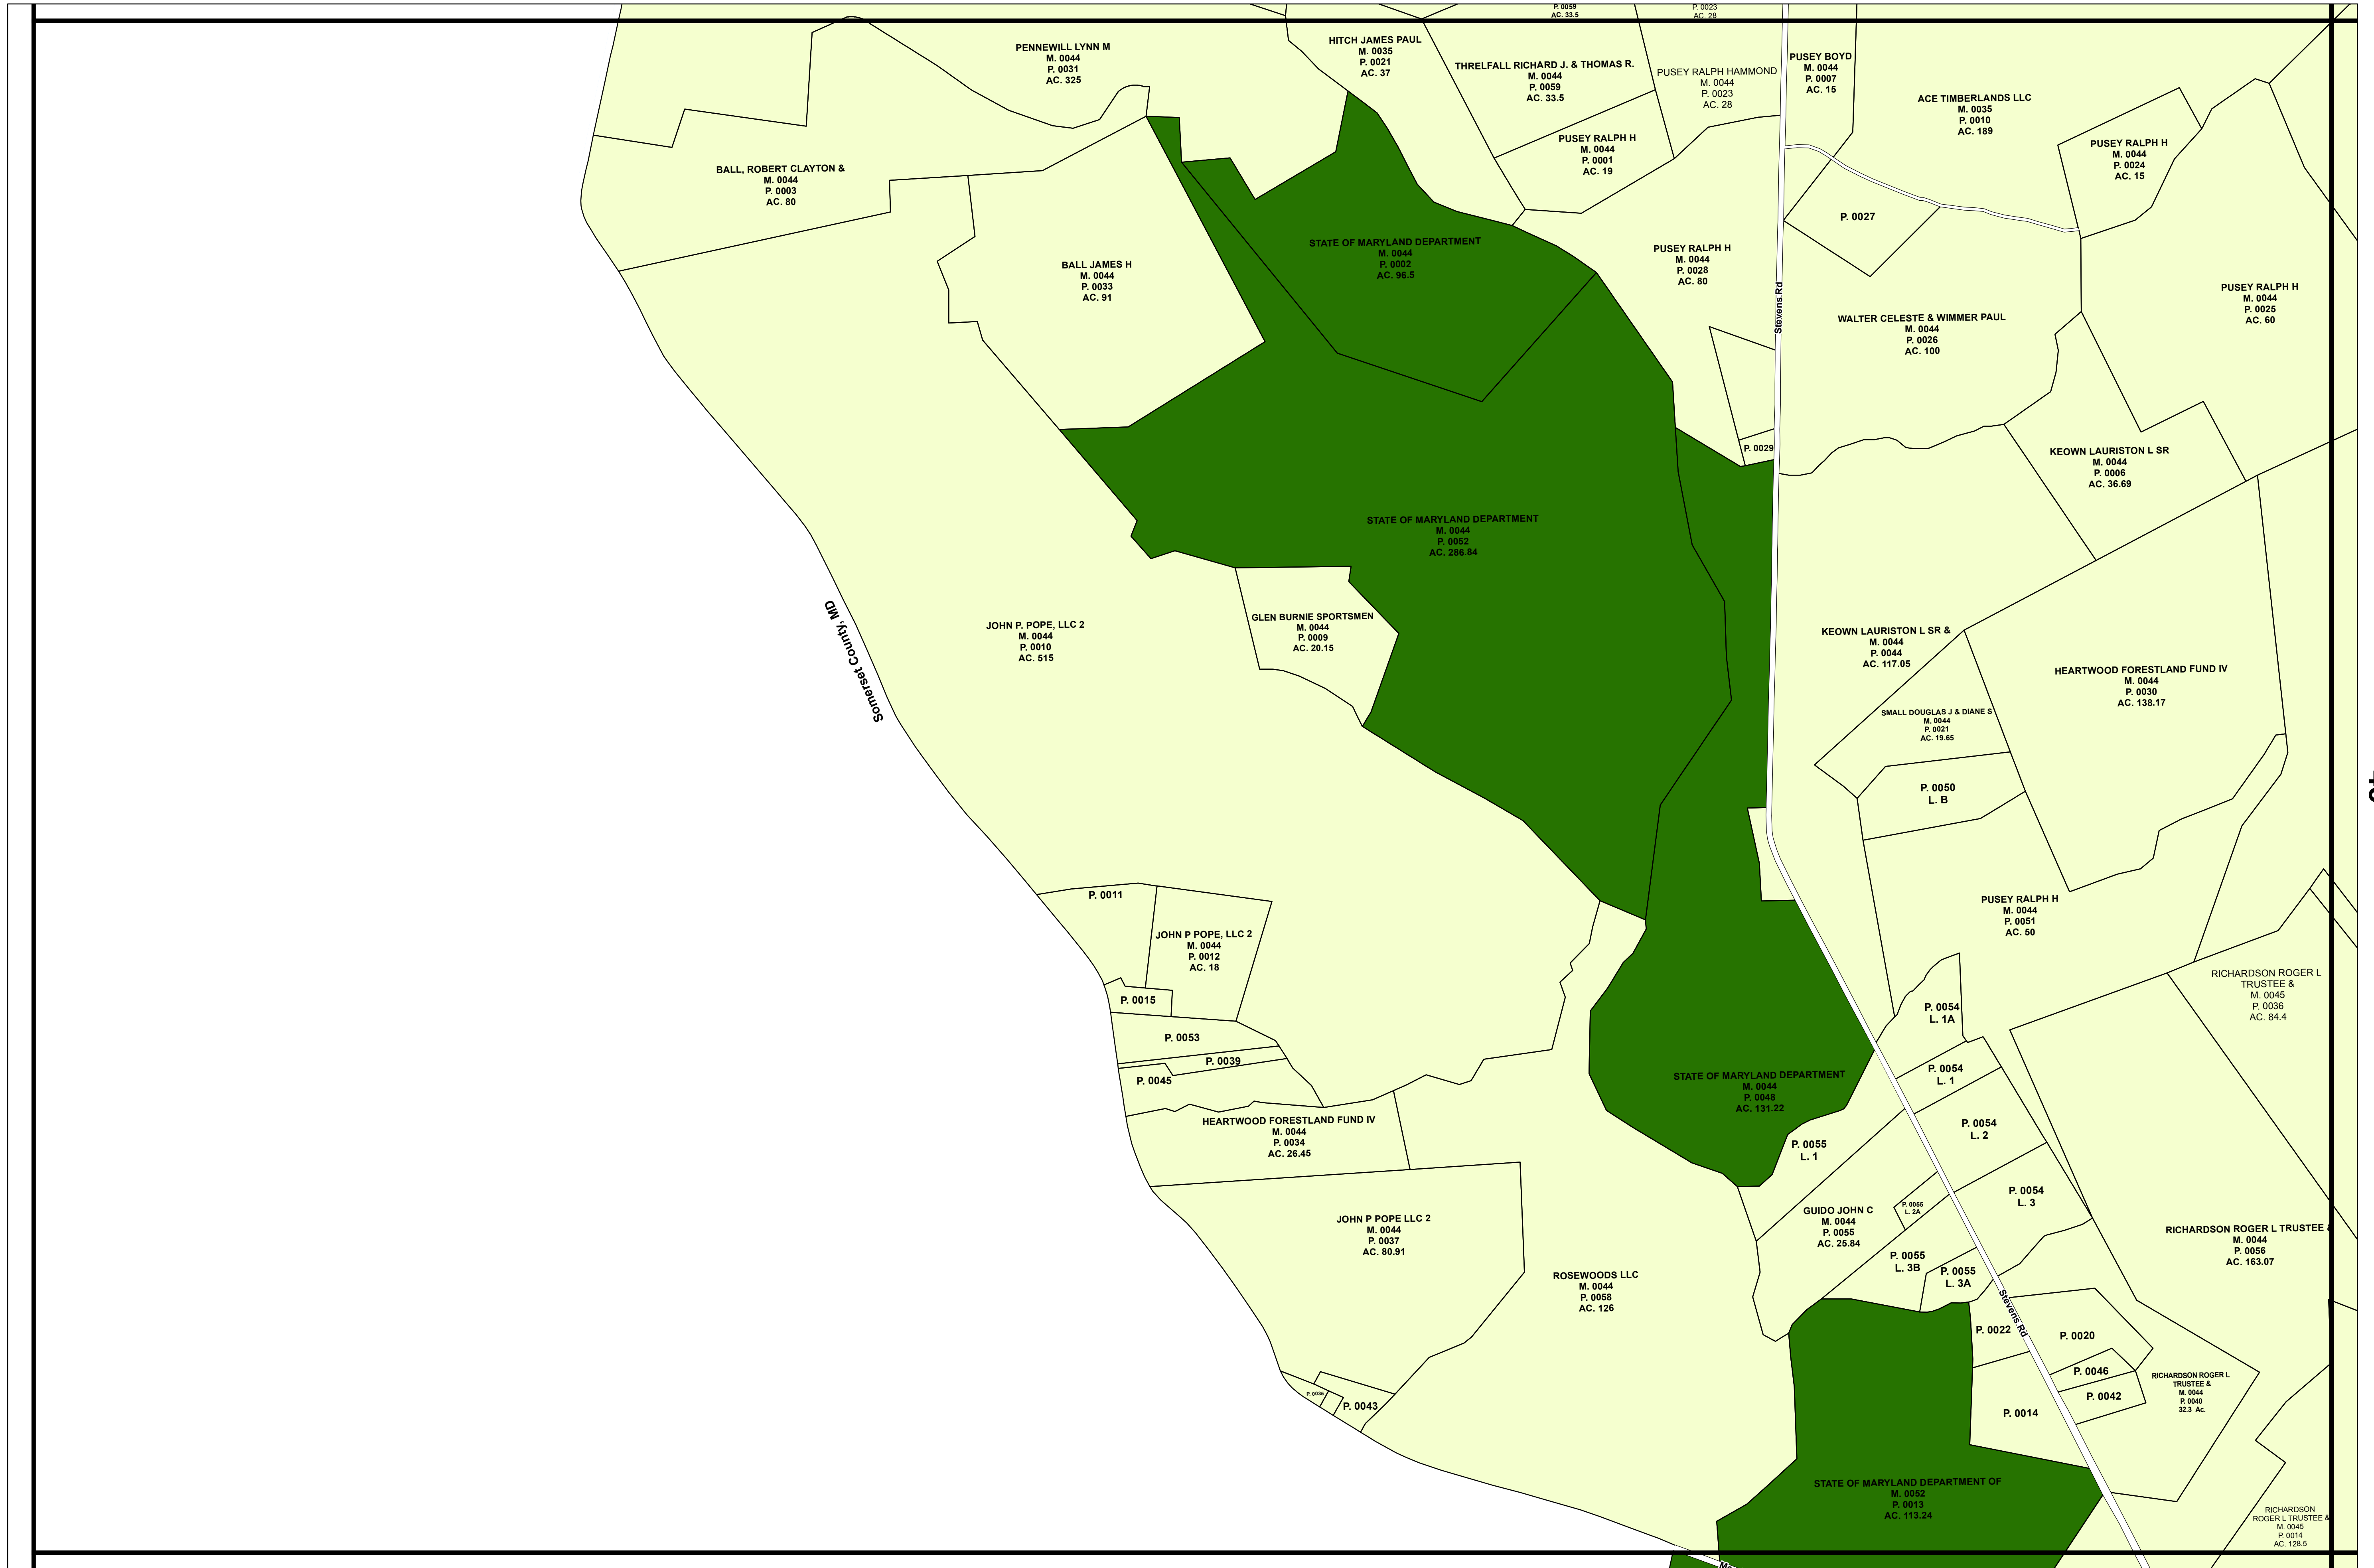 P. 0059
AC. 33.5
P. 0023
AC. 28
PENNEWILL LYNN M
M. 0044
P. 0031
AC. 325
HITCH JAMES PAUL
M. 0035
P. 0021
AC. 37
THRELFALL RICHARD J. & THOMAS R.
M. 0044
P. 0059
AC. 33.5
PUSEY RALPH HAMMOND
M. 0044
P. 0023
AC. 28
PUSEY BOYD
M. 0044
P. 0007
AC. 15
ACE TIMBERLANDS LLC
M. 0035
P. 0010
AC. 189
PUSEY RALPH H
M. 0044
P. 0001
AC. 19
PUSEY RALPH H
M. 0044
P. 0024
AC. 15
BALL, ROBERT CLAYTON &
M. 0044
P. 0003
AC. 80
P. 0027
BALL JAMES H
M. 0044
P. 0033
AC. 91
STATE OF MARYLAND DEPARTMENT
M. 0044
P. 0002
AC. 96.5
PUSEY RALPH H
M. 0044
P. 0028
AC. 80
Stevens Rd
WALTER CELESTE & WIMMER PAUL
M. 0044
P. 0026
AC. 100
PUSEY RALPH H
M. 0044
P. 0025
AC. 60
P. 0029
KEOWN LAURISTON L SR
M. 0044
P. 0006
AC. 36.69
STATE OF MARYLAND DEPARTMENT
M. 0044
P. 0052
AC. 286.84
Somerset County, MD
JOHN P. POPE, LLC 2
M. 0044
P. 0010
AC. 515
GLEN BURNIE SPORTSMEN
M. 0044
P. 0009
AC. 20.15
KEOWN LAURISTON L SR &
M. 0044
P. 0044
AC. 117.05
HEARTWOOD FORESTLAND FUND IV
M. 0044
P. 0030
AC. 138.17
SMALL DOUGLAS J & DIANE S
M. 0044
P. 0021
AC. 19.65
P. 0050
L. B
P. 0011
JOHN P POPE, LLC 2
M. 0044
P. 0012
AC. 18
PUSEY RALPH H
M. 0044
P. 0051
AC. 50
P. 0015
P. 0054
L. 1A
RICHARDSON ROGER L
TRUSTEE &
M. 0045
P. 0036
AC. 84.4
P. 0053
P. 0039
P. 0045
STATE OF MARYLAND DEPARTMENT
M. 0044
P. 0048
AC. 131.22
P. 0054
L. 1
HEARTWOOD FORESTLAND FUND IV
M. 0044
P. 0034
AC. 26.45
P. 0055
L. 1
P. 0054
L. 2
JOHN P POPE LLC 2
M. 0044
P. 0037
AC. 80.91
GUIDO JOHN C
M. 0044
P. 0055
AC. 25.84
P. 0055
L. 2A
P. 0054
L. 3
RICHARDSON ROGER L TRUSTEE &
M. 0044
P. 0056
AC. 163.07
ROSEWOODS LLC
M. 0044
P. 0058
AC. 126
P. 0055
L. 3B
P. 0055
L. 3A
Stevens Rd
P. 0022
P. 0020
P. 0046
P. 0042
RICHARDSON ROGER L
TRUSTEE &
M. 0044
P. 0040
32.3 Ac.
P. 0043
P. 0014
STATE OF MARYLAND DEPARTMENT OF
M. 0052
P. 0013
AC. 113.24
RICHARDSON
ROGER L TRUSTEE &
M. 0045
P. 0014
AC. 128.5